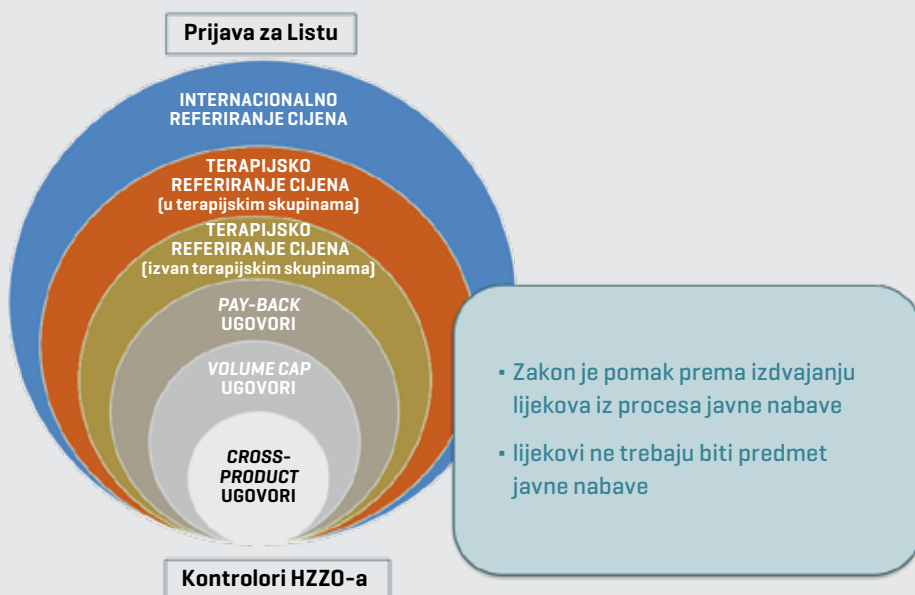 Prijava za Listu
INTERNACIONALNO
REFERIRANJE CIJENA
TERAPIJSKO
REFERIRANJE CIJENA
(u terapijskim skupinama)
TERAPIJSKO
REFERIRANJE CIJENA
(izvan terapijskim skupinama)
PAY-BACK
UGOVORI
VOLUME CAP
UGOVORI
CROSS-
PRODUCT
UGOVORI
Kontrolori HZZO-a
▪ Zakon je pomak prema izdvajanju
lijekova iz procesa javne nabave
▪ lijekovi ne trebaju biti predmet
javne nabave